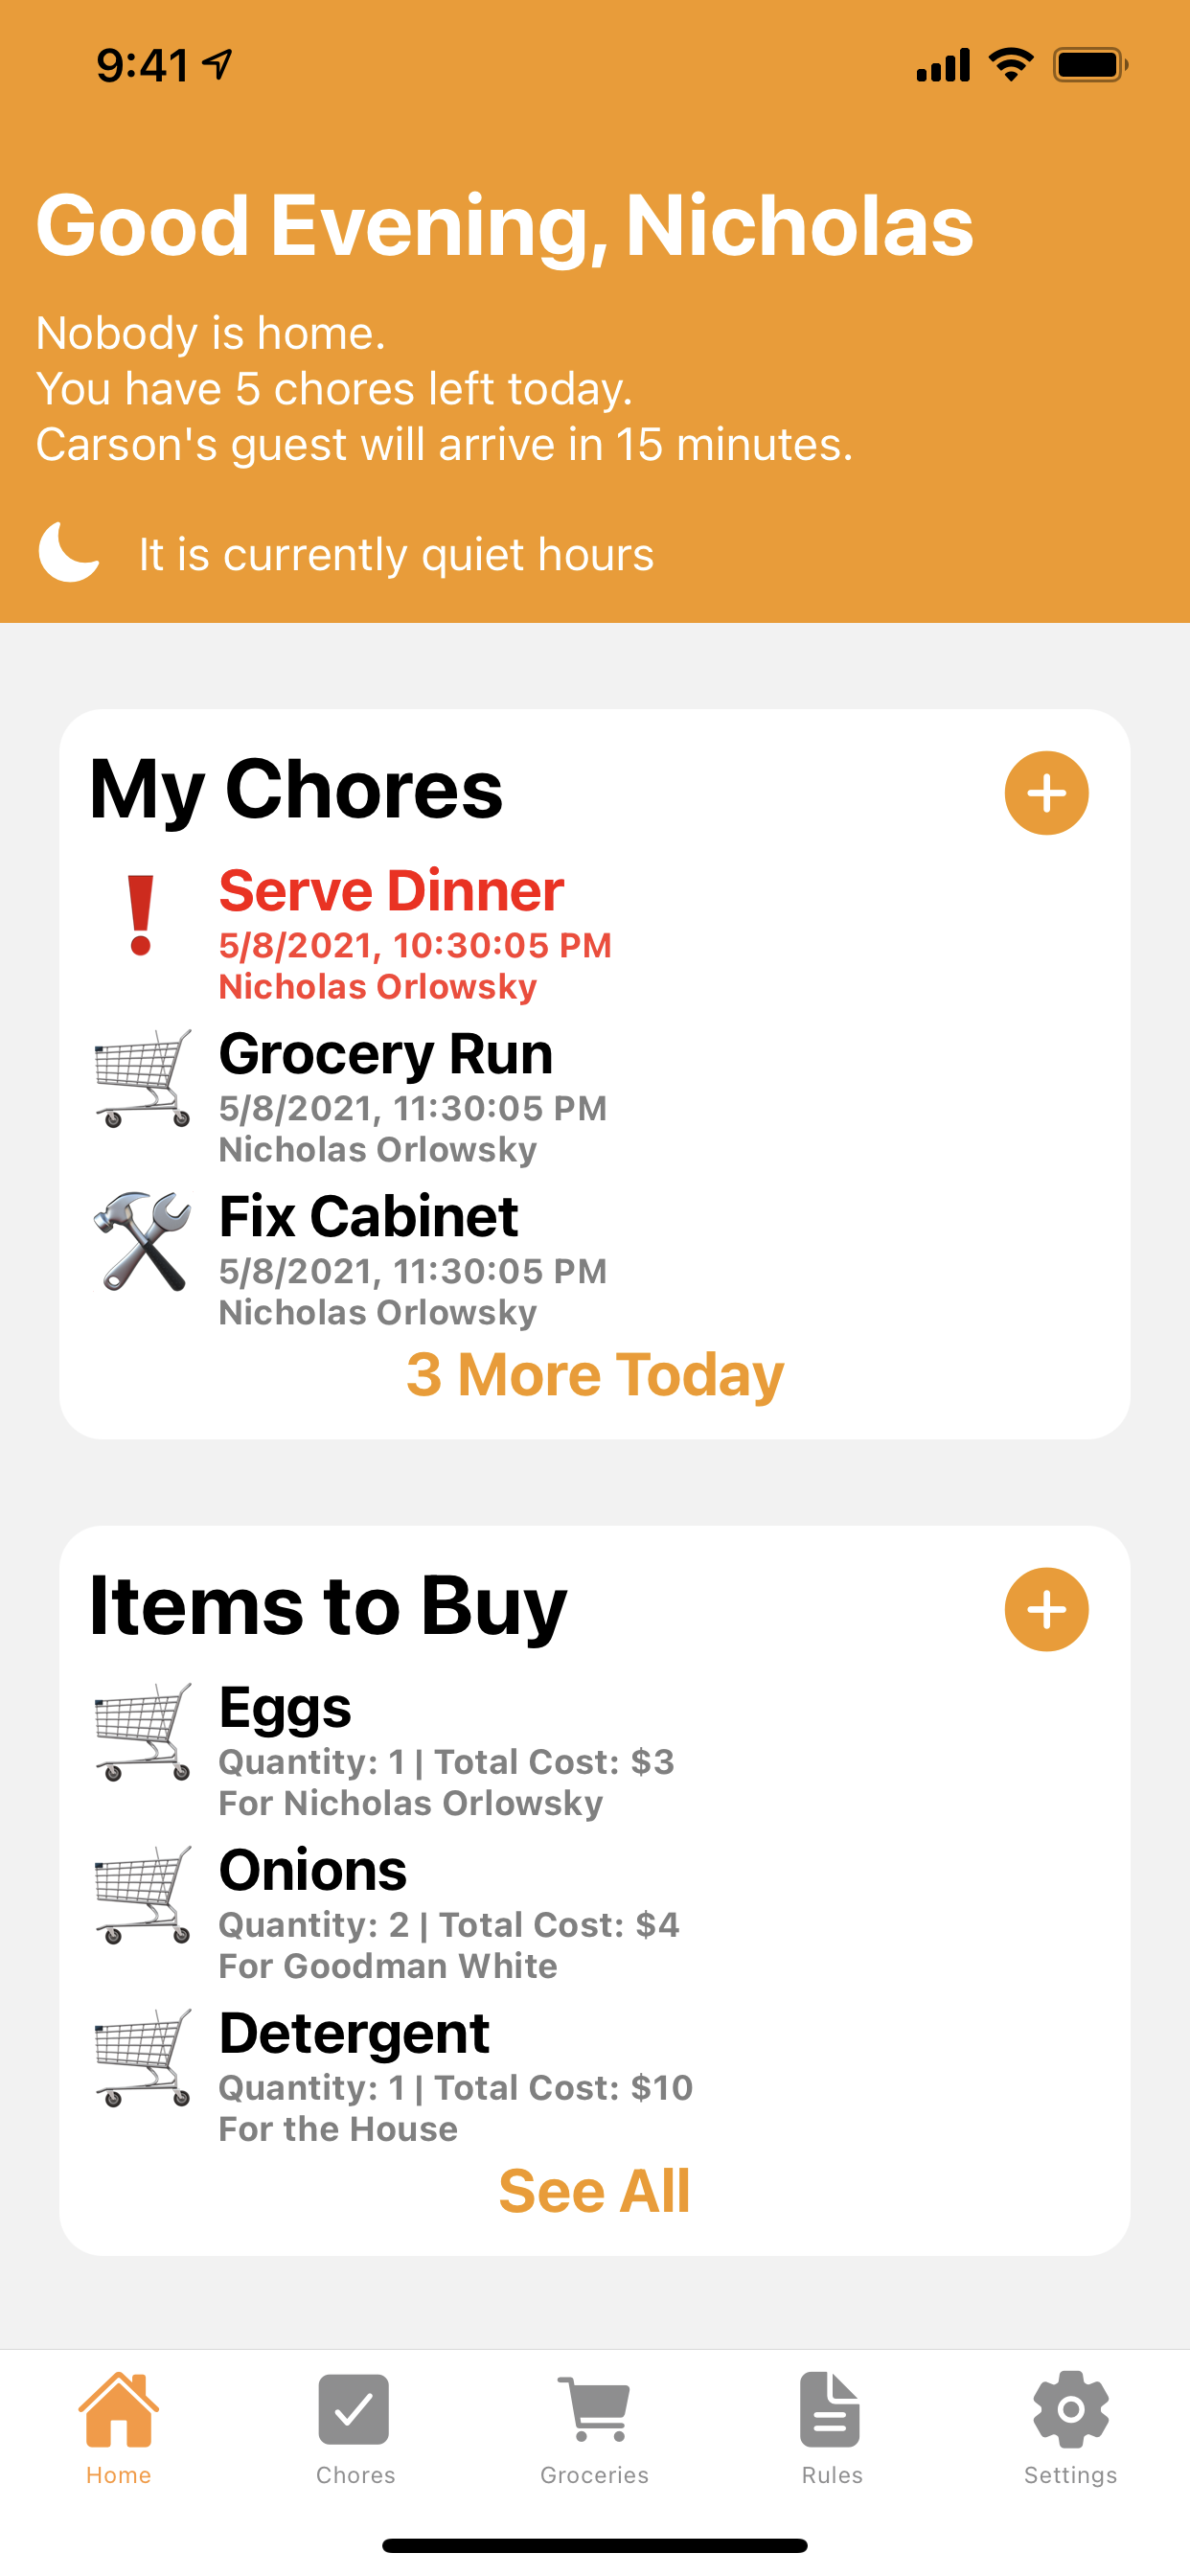 9:41
Good Evening, Nicholas
Nobody is home.
You have 5 chores left today.
Carson's guest will arrive in 15 minutes.
It is currently quiet hours
My Chores
Serve Dinner
5/8/2021, 10:30:05 PM
Nicholas Orlowsky
Grocery Run
5/8/2021, 11:30:05 PM
Nicholas Orlowsky
Fix Cabinet
5/8/2021, 11:30:05 PM
Nicholas Orlowsky
3 More Today
Items to Buy
Eggs
Quantity: 1 | Total Cost: $3
For Nicholas Orlowsky
Onions
Quantity: 2 | Total Cost: $4
For Goodman White
Detergent
Quantity: 1 | Total Cost: $10
For the House
See All
Home Chores Groceries Rules Settings